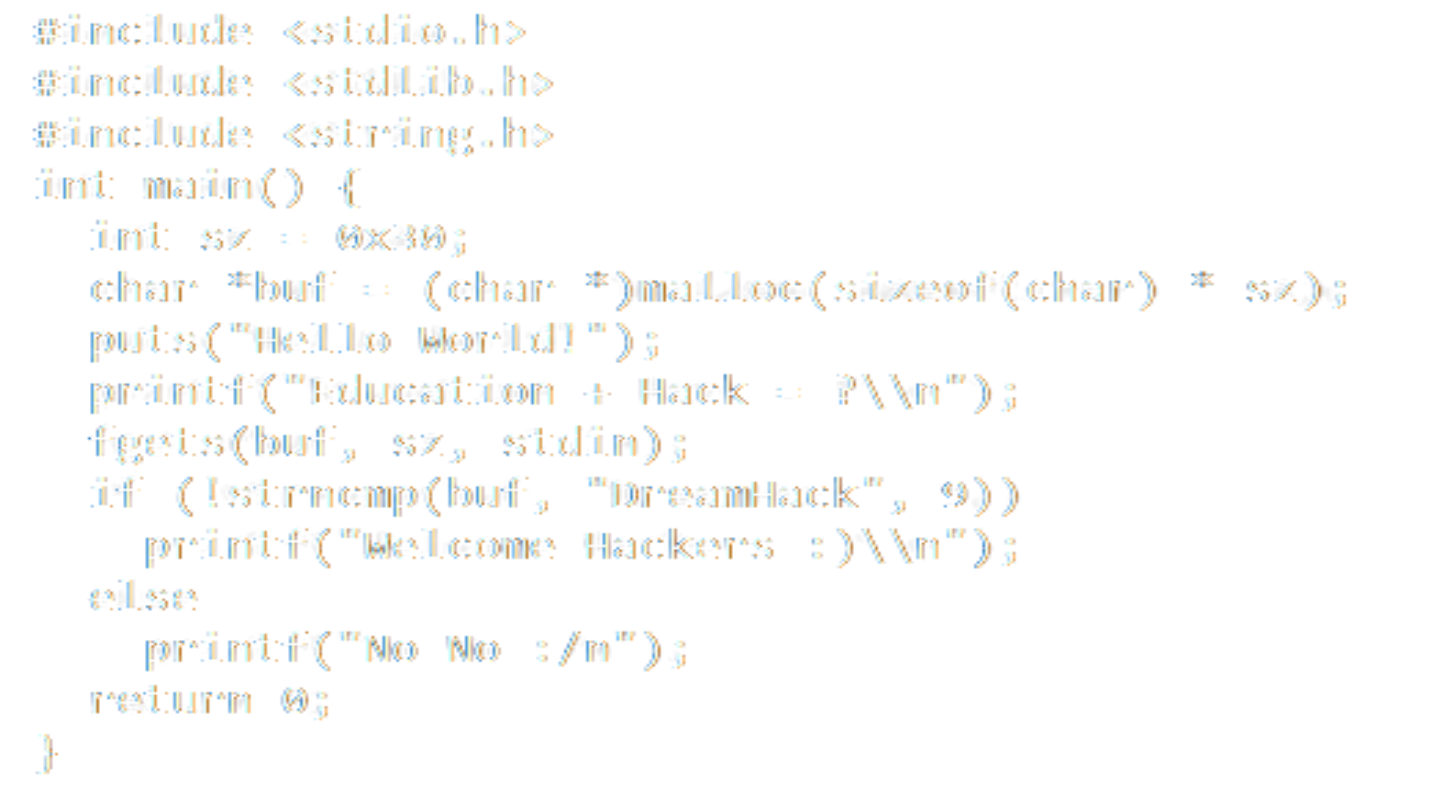 #include <stdio.h>
#include <stdlib.h>
#include <string.h>
int main() {
int sz = 0x30;
char *buf = (char *)malloc(sizeof(char) * sz);
puts("Hello World!");
printf("Education + Hack = ?\\n");
fgets(buf, sz, stdin);
if (!strncmp(buf, "DreamHack", 9))
printf("Welcome Hackers :)\\n");
else
printf("No No :/n");
return 0;
}